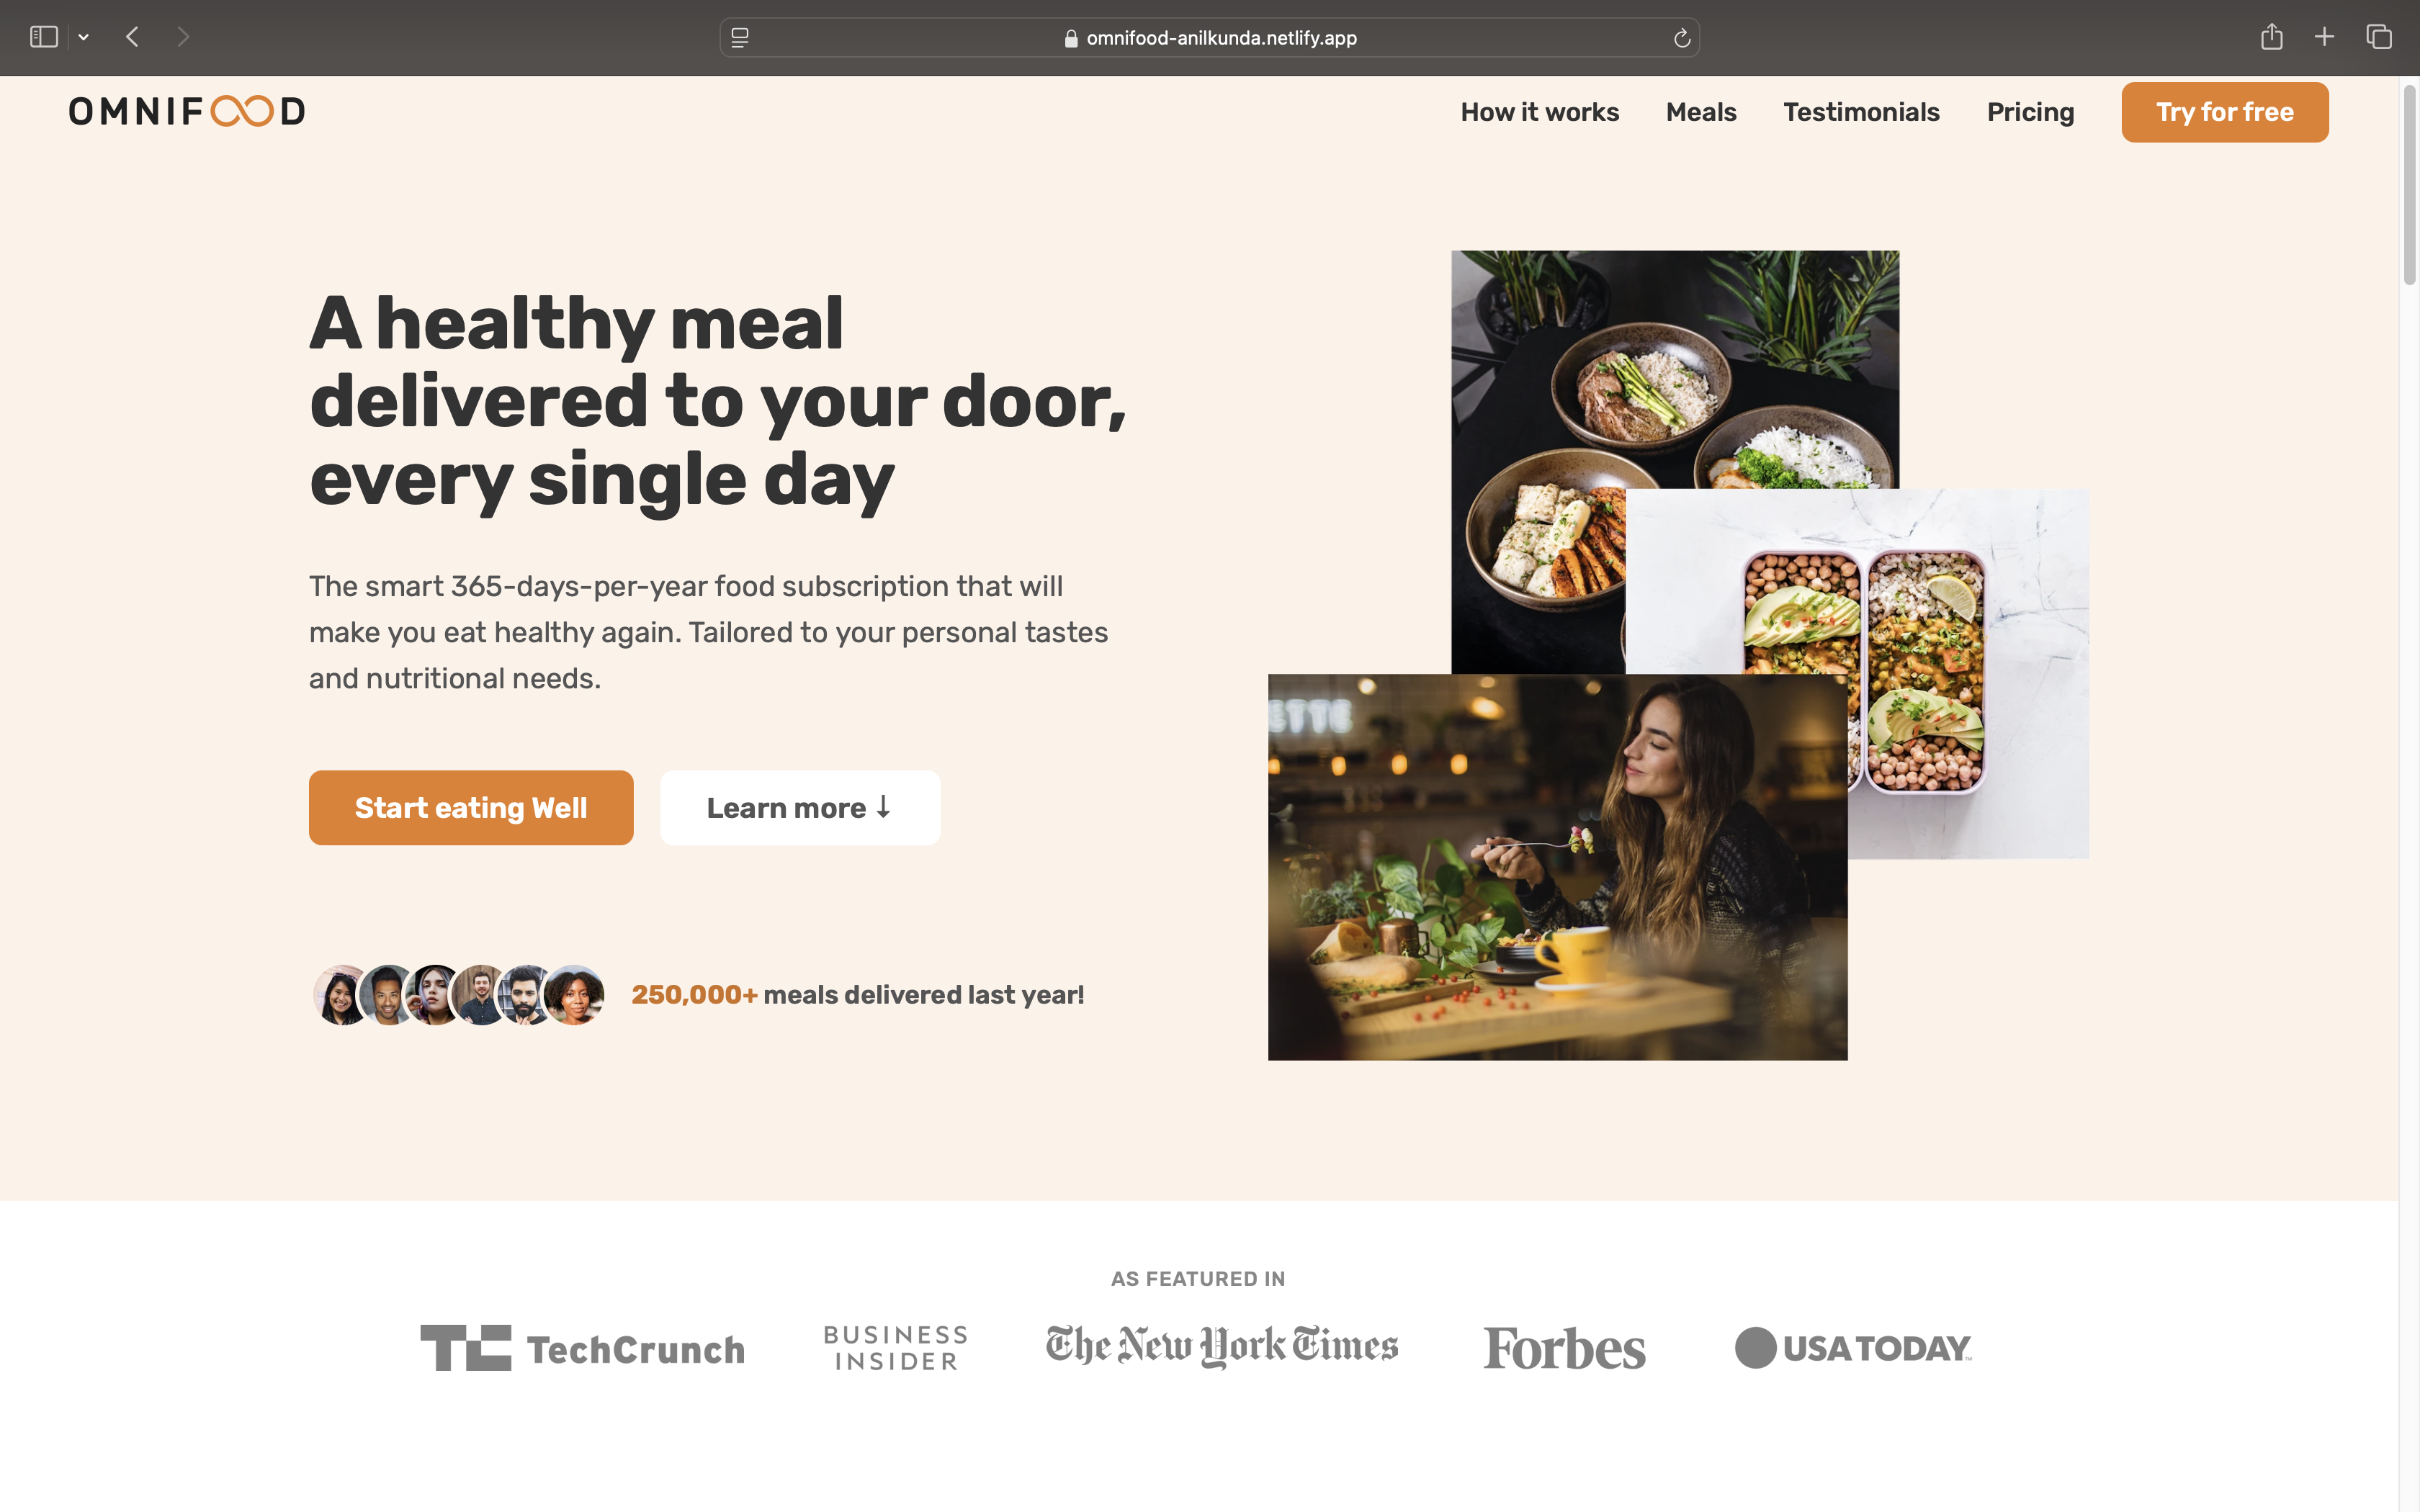 omnifood-anilkunda.netlify.app
OMNIFOOD
How it works Meals Testimonials Pricing Try for free
A healthy meal
delivered to your door,
every single day
The smart 365-days-per-year food subscription that will
make you eat healthy again. Tailored to your personal tastes
and nutritional needs.
Start eating Well Learn more ↓
250,000+ meals delivered last year!
ETTE
AS FEATURED IN
TC TechCrunch
BUSINESS
INSIDER
The New York Times
Forbes
USA TODAY